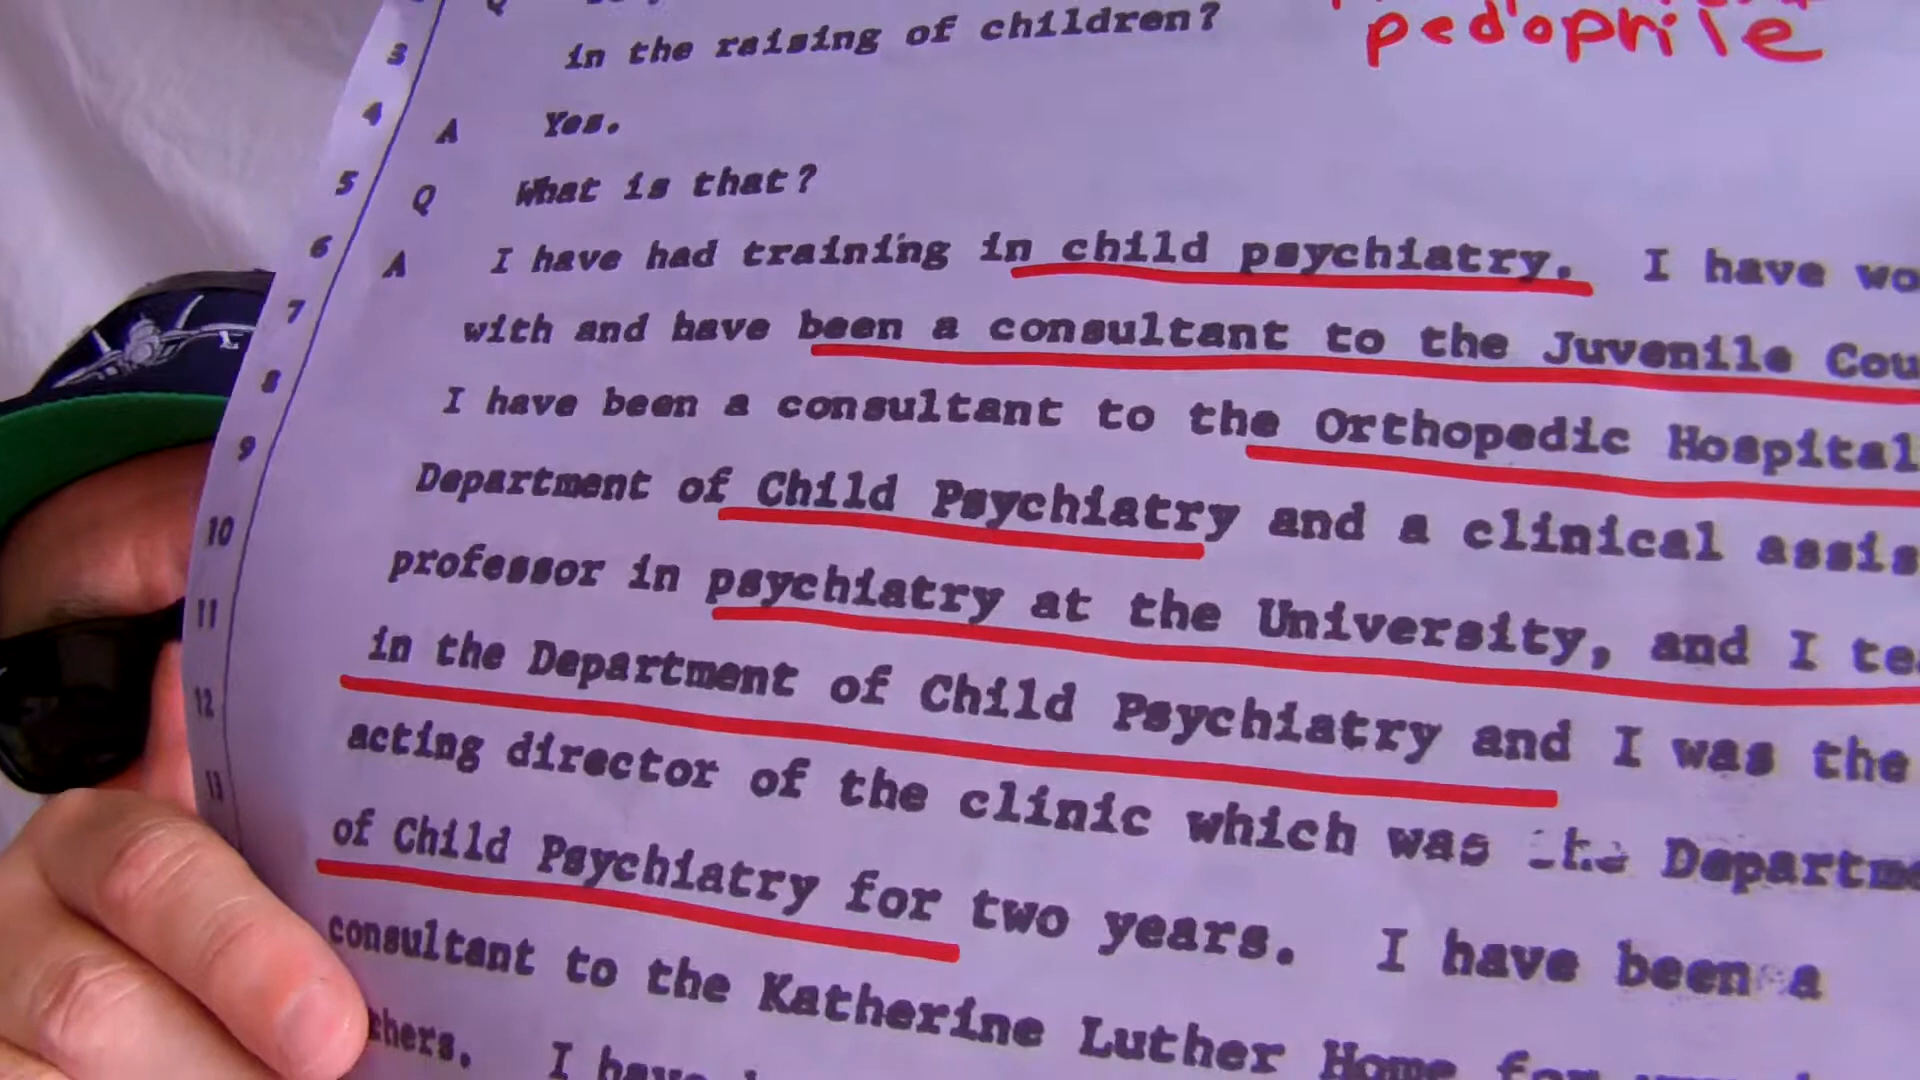 pedophile
3 in the raising of children?
4 A Yes.
5 Q What is that?
6 A I have had training in child psychiatry. I have wo
7 with and have been a consultant to the Juvenile Cou
8 I have been a consultant to the Orthopedic Hospital
9 Department of Child Psychiatry and a clinical assis
10 professor in psychiatry at the University, and I te
11 in the Department of Child Psychiatry and I was the
12 acting director of the clinic which was the Departme
13 of Child Psychiatry for two years. I have been a
consultant to the Katherine Luther Home for
thers. I have